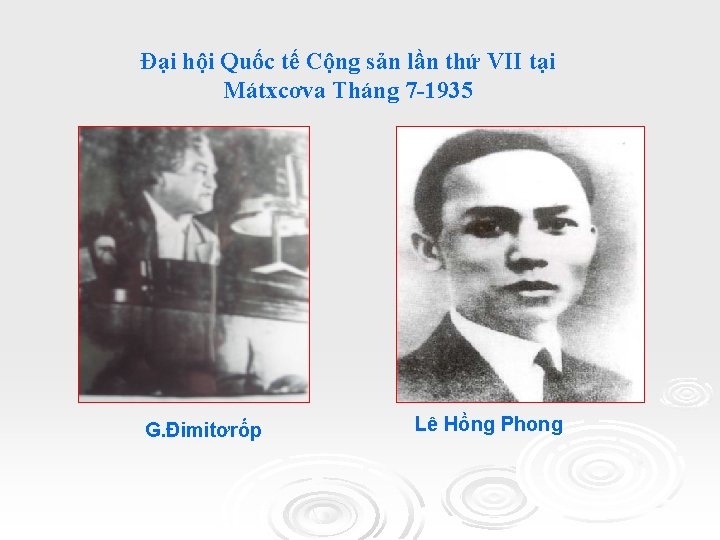 Đại hội Quốc tế Cộng sản lần thứ VII tại
Mátxcơva Tháng 7 -1935
G.Đimitơrốp
Lê Hồng Phong